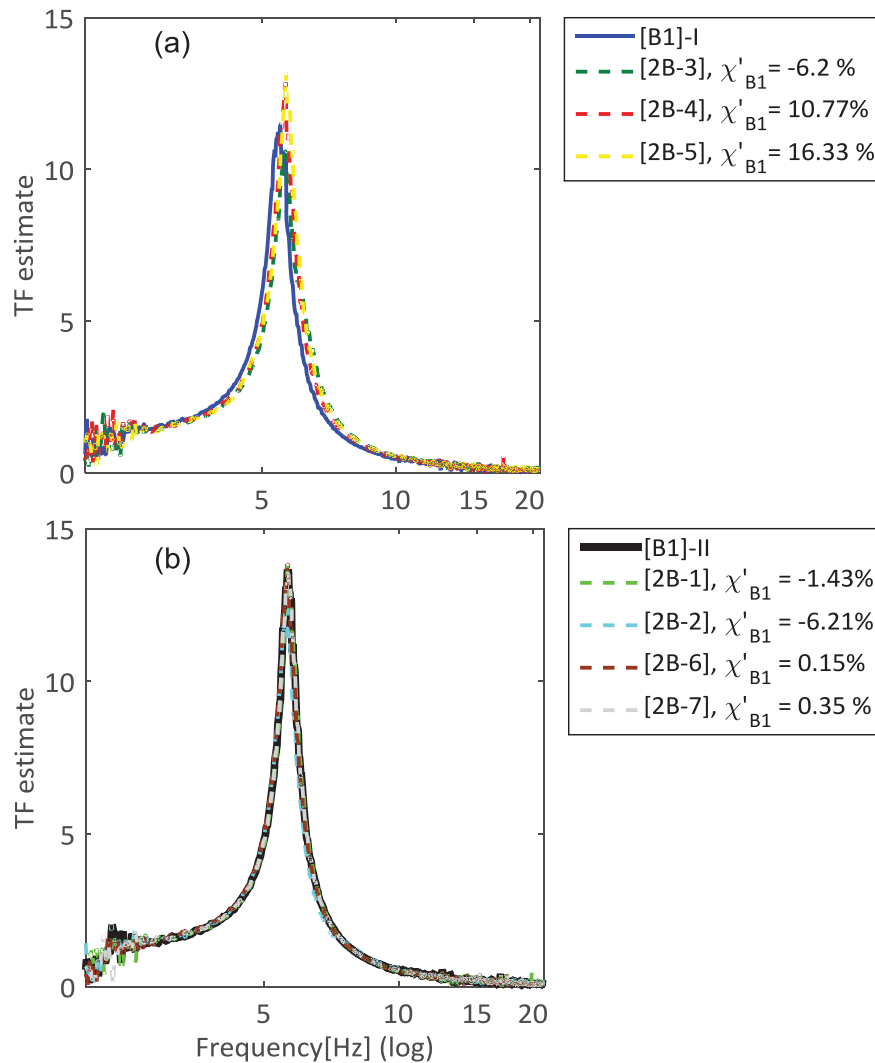 15
(a)
10
TF estimate
5
0
5
10
15
20
[B1]-I
[2B-3], χ'B1= -6.2 %
[2B-4], χ'B1= 10.77%
[2B-5], χ'B1= 16.33 %
15
(b)
10
TF estimate
5
0
5
10
15
20
Frequency[Hz] (log)
[B1]-II
[2B-1], χ'B1 = -1.43%
[2B-2], χ'B1 = -6.21%
[2B-6], χ'B1 = 0.15%
[2B-7], χ'B1 = 0.35 %